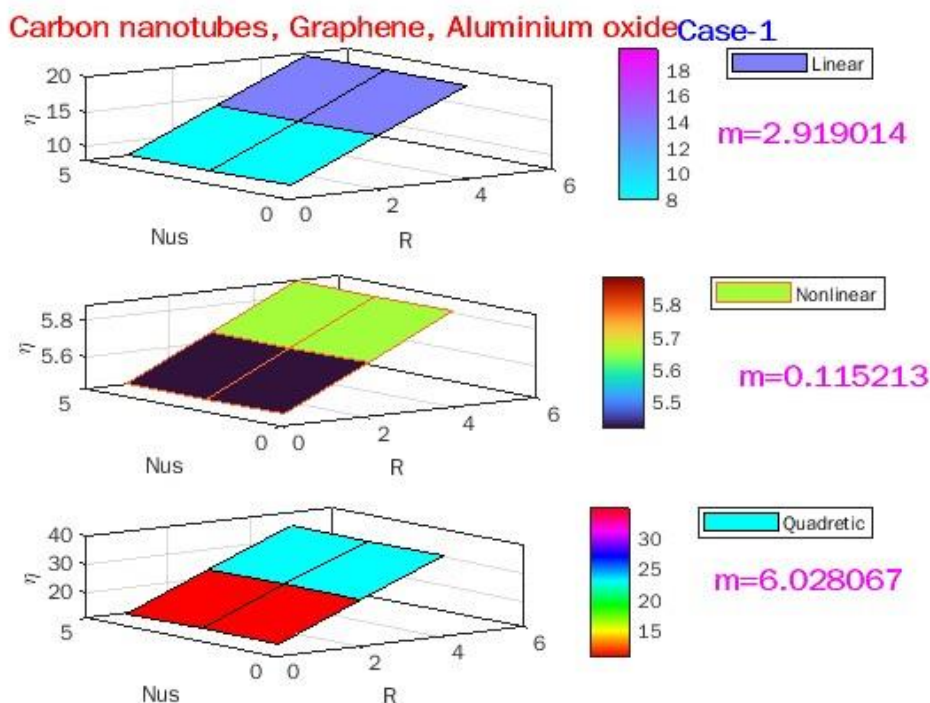 Carbon nanotubes, Graphene, Aluminium oxide Case-1
20
15
10
η
5
0
Nus
0
2
4
6
R
18
16
14
12
10
8
Linear
m=2.919014
5.8
5.6
η
5
0
Nus
0
2
4
6
R
5.8
5.7
5.6
5.5
Nonlinear
m=0.115213
40
30
20
η
5
0
Nus
0
2
4
6
R
30
25
20
15
Quadretic
m=6.028067